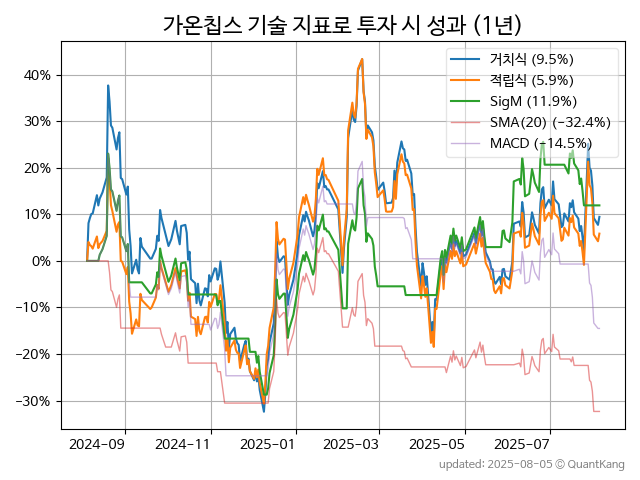 가온칩스 기술 지표로 투자 시 성과 (1년)
거치식 (9.5%)
적립식 (5.9%)
SigM (11.9%)
SMA(20) (−32.4%)
MACD (−14.5%)
40%
30%
20%
10%
0%
−10%
−20%
−30%
2024-09 2024-11 2025-01 2025-03 2025-05 2025-07
updated: 2025-08-05 ⓒ QuantKang